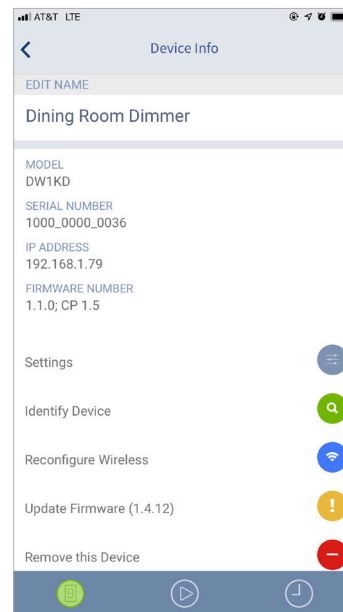 AT&T LTE
Device Info
EDIT NAME
Dining Room Dimmer
MODEL
DW1KD
SERIAL NUMBER
1000_0000_0036
IP ADDRESS
192.168.1.79
FIRMWARE NUMBER
1.1.0; CP 1.5
Settings
Identify Device
Reconfigure Wireless
Update Firmware (1.4.12)
Remove this Device